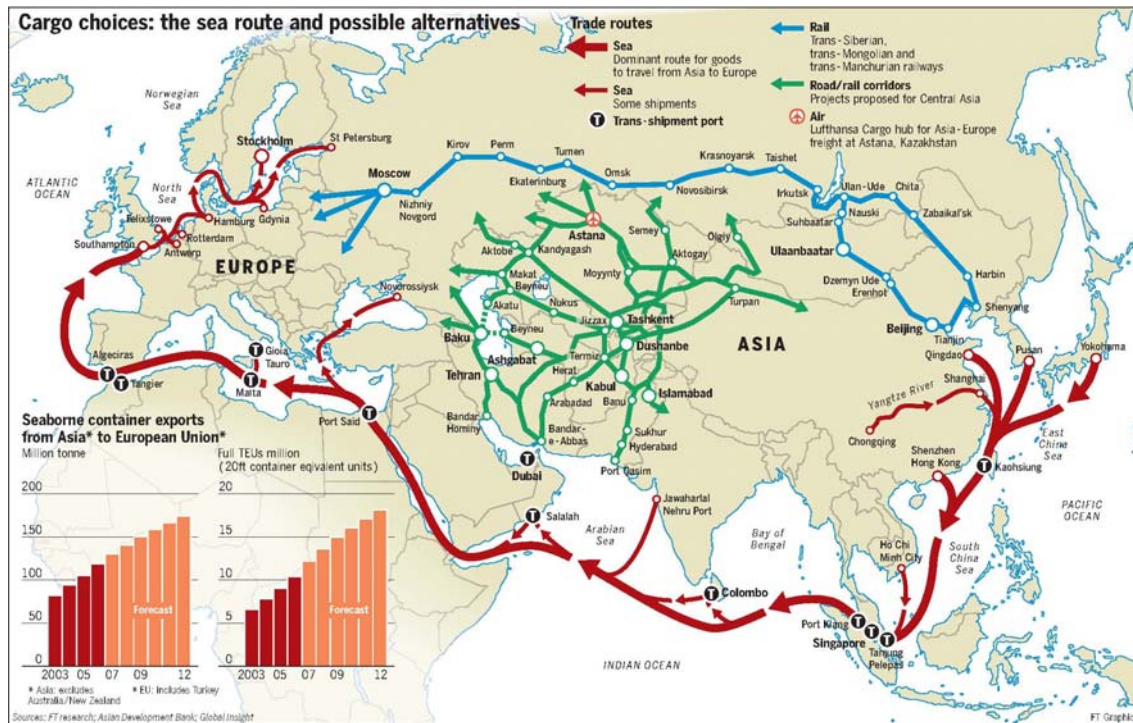 Cargo choices: the sea route and possible alternatives
Trade routes
Sea
Dominant route for goods
to travel from Asia to Europe
Sea
Some shipments
T Trans-shipment port
Rail
Trans-Siberian,
trans-Mongolian and
trans-Manchurian railways
Road/rail corridors
Projects proposed for Central Asia
Air
Lufthansa Cargo hub for Asia-Europe
freight at Astana, Kazakhstan
Norwegian
Sea
Stockholm
St Petersburg
ATLANTIC
OCEAN
North
Sea
Felixstowe
Hamburg
Gdynia
Southampton
Rotterdam
Antwerp
EUROPE
Moscow
Nizhniy
Novgord
Kirov
Perm
Ekaterinburg
Tumen
Omsk
Novosibirsk
Krasnoyarsk
Taishet
Irkutsk
Ulan-Ude
Chita
Zabaikal'sk
Suhbaatar
Nauski
Ulaanbaatar
Dzemyn Ude
Erenhot
Harbin
Shenyang
Beijing
Tianjin
Astana
Semey
Olgiy
Aktobe
Kandyagash
Aktogay
Moyynty
Makat
Beyneu
Nukus
Akatu
Jizzax
Tashkent
Turpan
Baku
Beyneu
Dushanbe
Ashgabat
Termiz
ASIA
Tehran
Herat
Kabul
Islamabad
Arabadad
Banu
Bandar
Hominy
Bandar-
e-Abbas
Sukhur
Hyderabad
Port Qasim
Dubai
Novorossiysk
Algeciras
Tangier
Gioia
Tauro
Malta
Port Said
Salalah
Arabian
Sea
Jawaharlal
Nehru Port
Bay of
Bengal
Colombo
INDIAN OCEAN
Qingdao
Pusan
Yokohama
Shanghai
Yangtze River
Chongqing
East
China Sea
Shenzhen
Hong Kong
Kaohsiung
PACIFIC
OCEAN
South
China
Sea
Ho Chi
Minh City
Port Klang
Singapore
Tanjung
Pelepas
Seaborne container exports
from Asia* to European Union*
Million tonne
200
150
100
50
0
Forecast
2003 05 07 12
Full TEUs million
(20ft container eqivalent units)
20
15
10
5
0
Forecast
2003 05 07 12
* Asia: excludes
Australia/New Zealand
* EU: includes Turkey
Sources: FT research; Asian Development Bank; Global Insight
FT Graphic